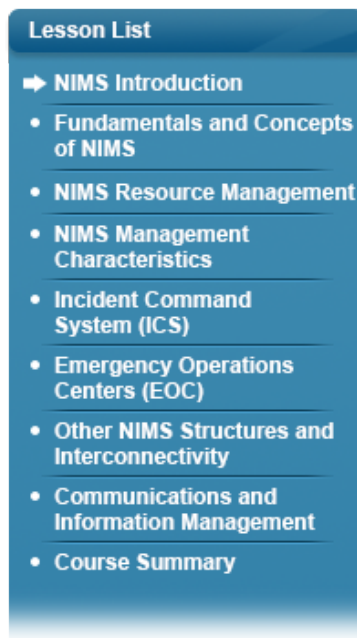 Lesson List
NIMS Introduction
Fundamentals and Concepts
of NIMS
NIMS Resource Management
NIMS Management
Characteristics
Incident Command
System (ICS)
Emergency Operations
Centers (EOC)
Other NIMS Structures and
Interconnectivity
Communications and
Information Management
Course Summary